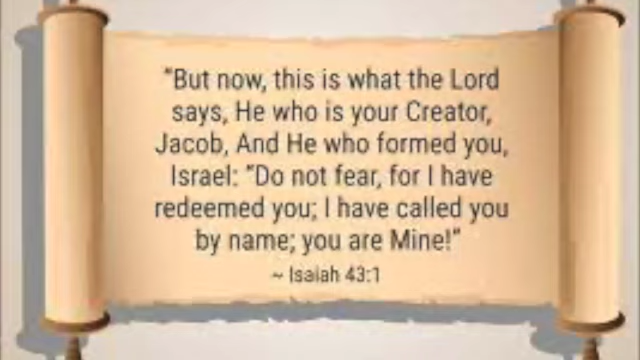 "But now, this is what the Lord
says, He who is your Creator,
Jacob, And He who formed you,
Israel: "Do not fear, for I have
redeemed you; I have called you
by name; you are Mine!"
~ Isaiah 43:1